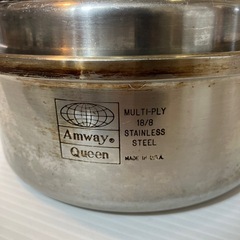 Amway®
Queen
MULTI-PLY
18/8
STAINLESS
STEEL
MADE IN U.S.A.